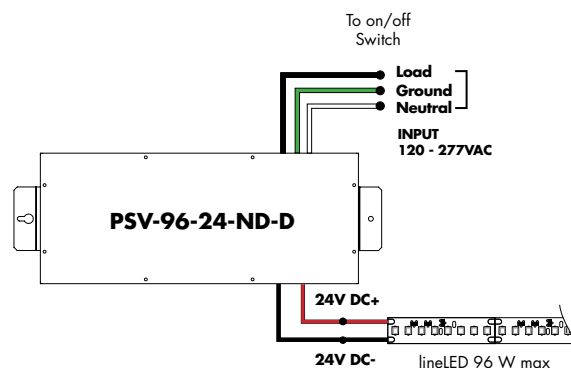 To on/off
Switch
Load
Ground
Neutral
INPUT
120 - 277VAC
PSV-96-24-ND-D
24V DC+
24V DC-
lineLED 96 W max